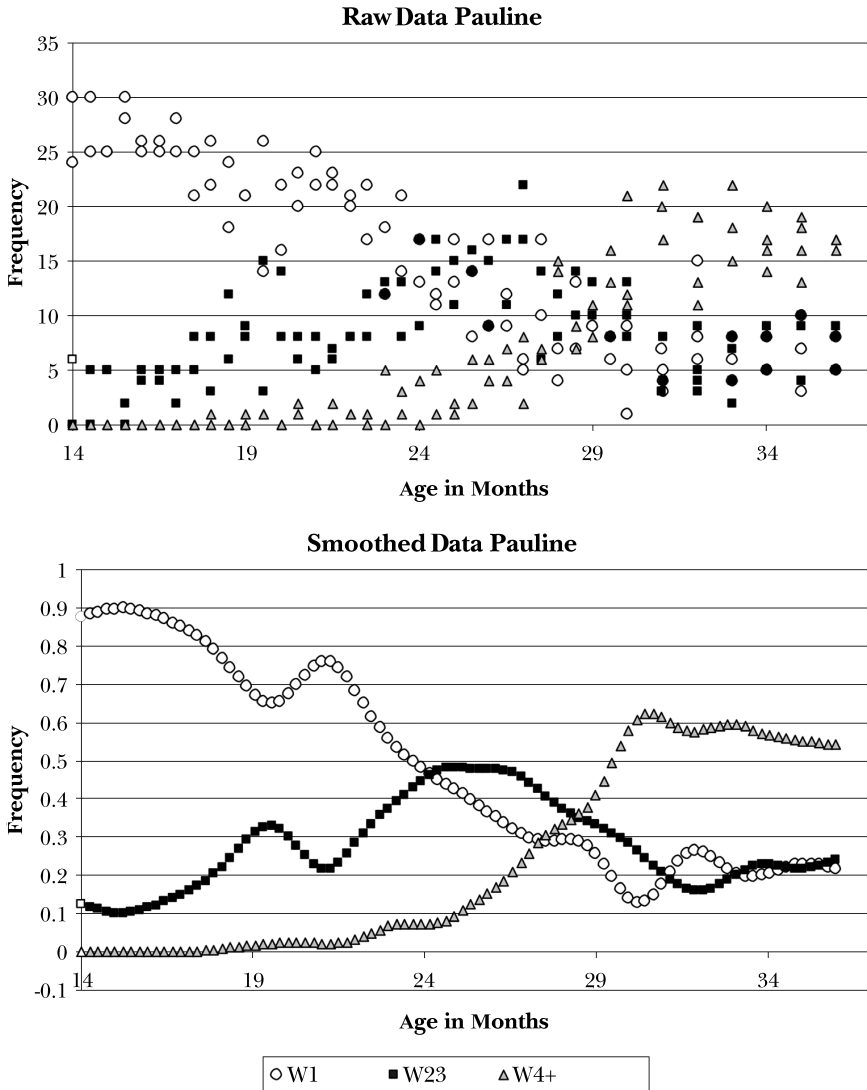 Raw Data Pauline
35
30
25
20
15
10
5
0
Frequency
14 19 24 29 34
Age in Months
Smoothed Data Pauline
1
0.9
0.8
0.7
0.6
0.5
0.4
0.3
0.2
0.1
0
-0.1
Frequency
14 19 24 29 34
Age in Months
W1 W23 W4+